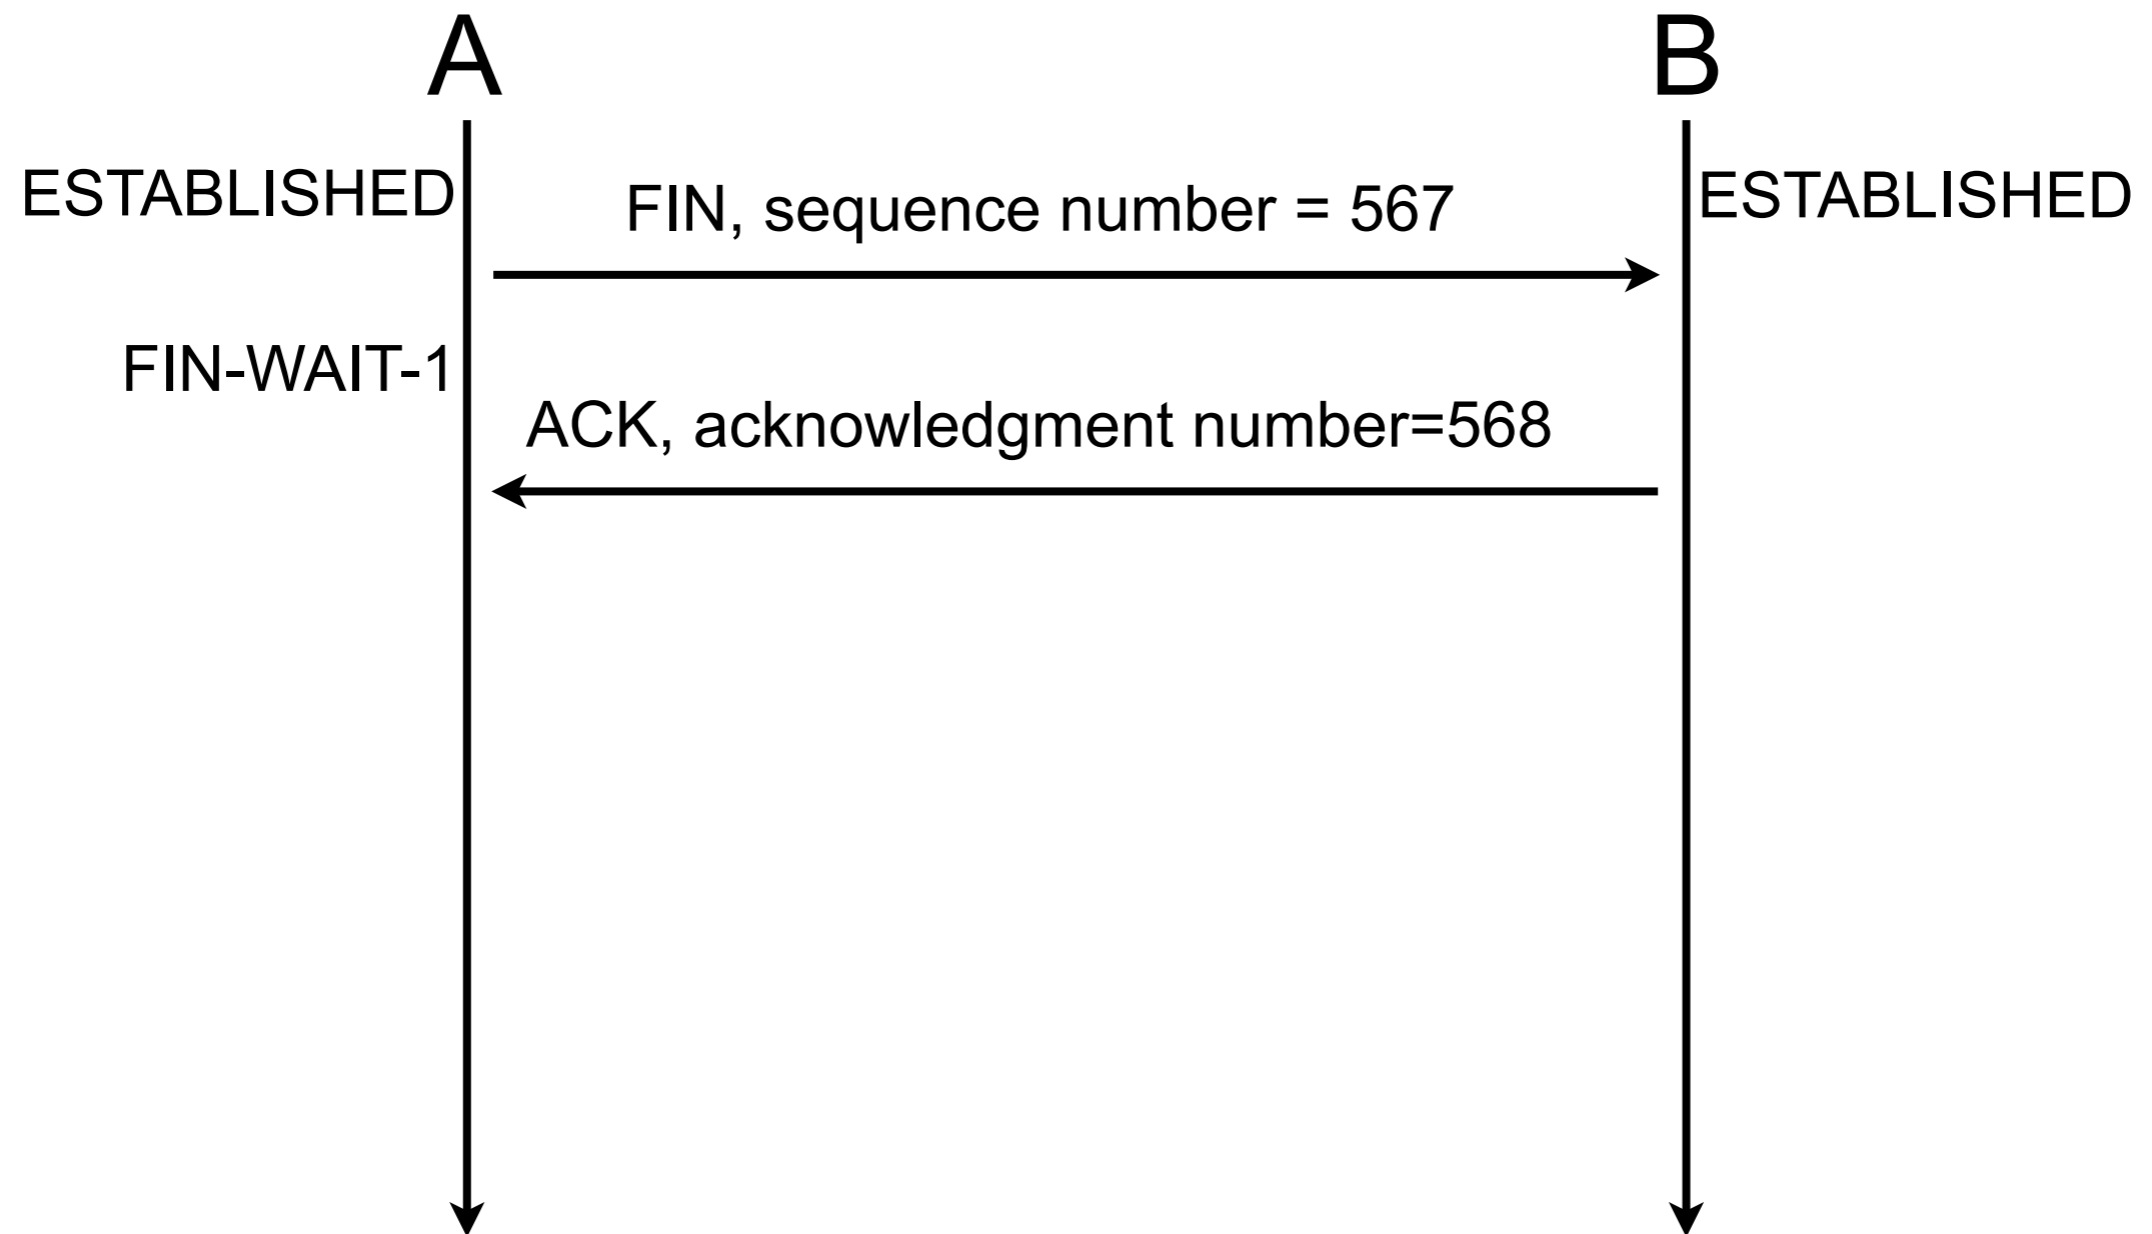 A
B
ESTABLISHED
FIN, sequence number = 567
ESTABLISHED
FIN-WAIT-1
ACK, acknowledgment number=568